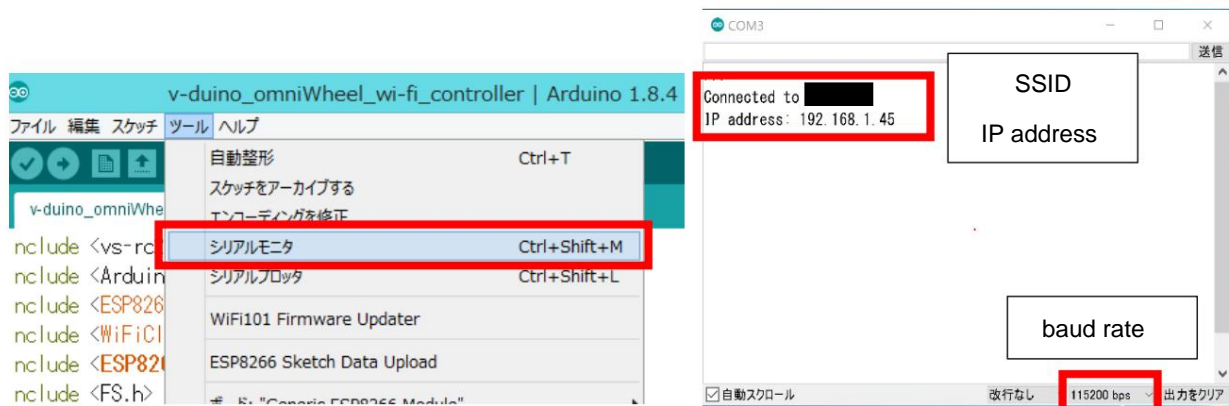 v-duino_omniWheel_wi-fi_controller | Arduino 1.8.4
ファイル 編集 スケッチ ツール ヘルプ
自動整形 Ctrl+T
スケッチをアーカイブする
エンコーディングを修正
シリアルモニタ Ctrl+Shift+M
シリアルプロッタ Ctrl+Shift+L
WiFi101 Firmware Updater
ESP8266 Sketch Data Upload
ボード: "Generic ESP8266 Module"
v-duino_omniWhe
nclude <vs-rc
nclude <Arduin
nclude <ESP826
nclude <WiFiCl
nclude <ESP82
nclude <FS.h>
COM3
送信
Connected to
IP address: 192.168.1.45
SSID
IP address
baud rate
自動スクロール 改行なし 115200 bps 出力をクリア